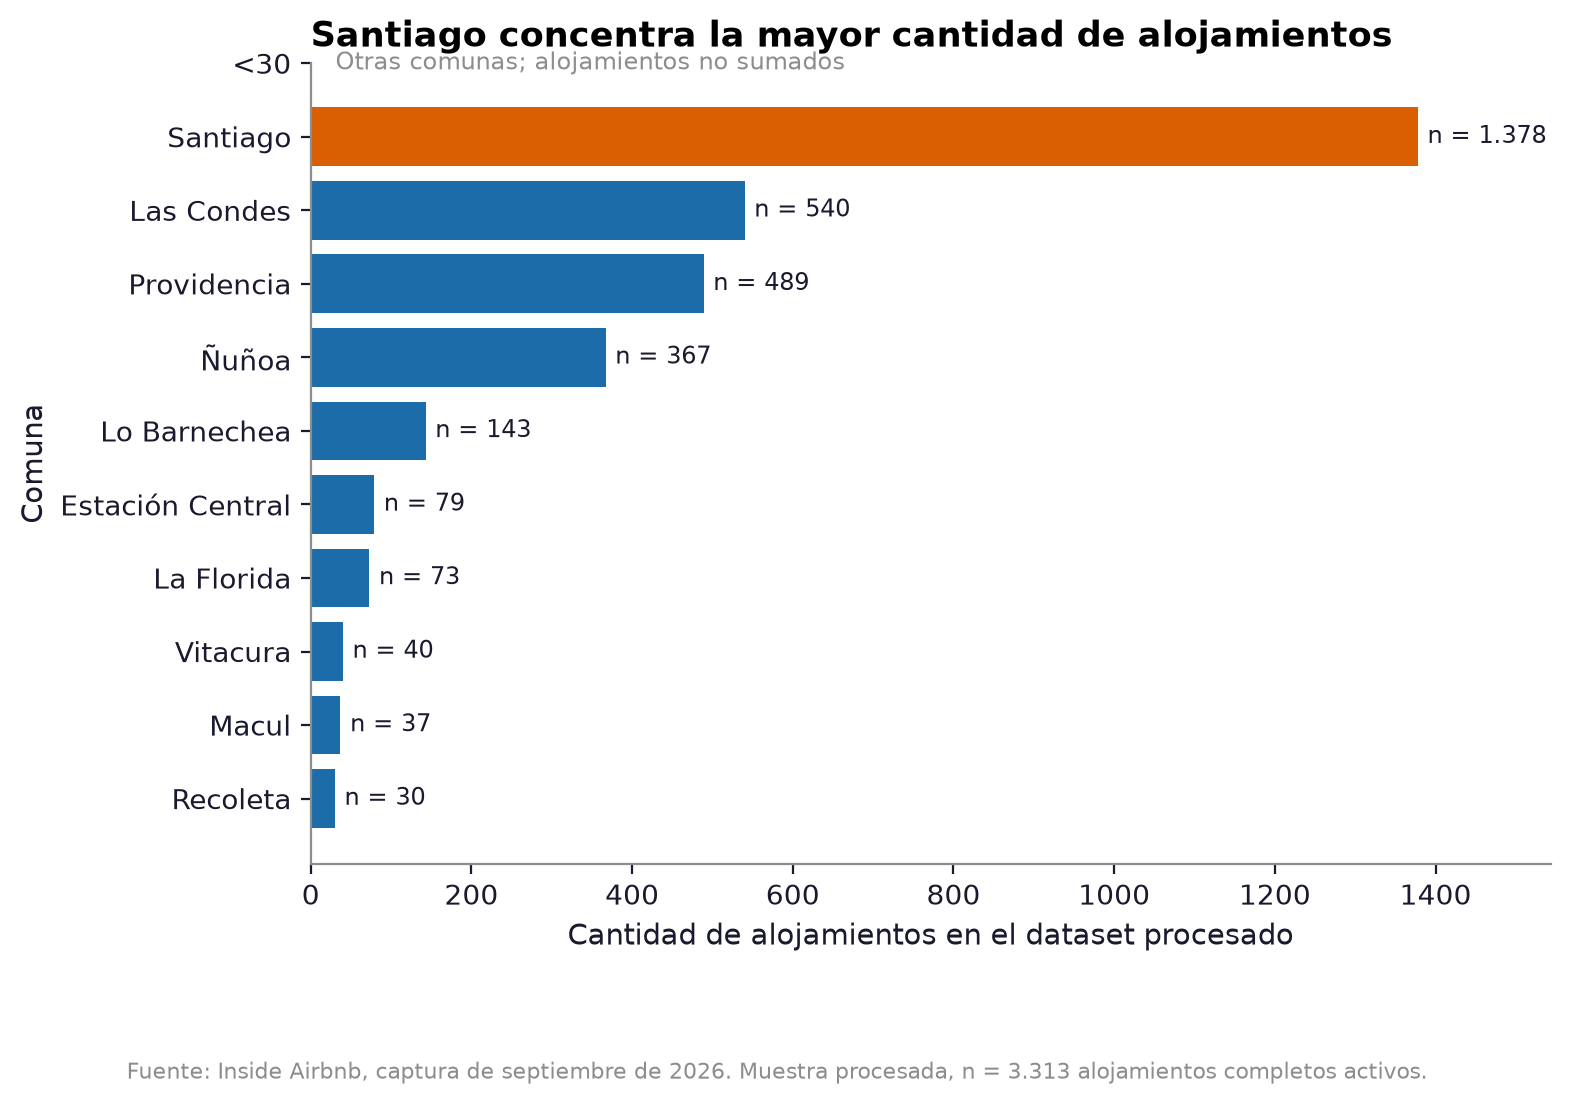 Santiago concentra la mayor cantidad de alojamientos
<30 Otras comunas; alojamientos no sumados
Santiago n = 1.378
Las Condes n = 540
Providencia n = 489
Ñuñoa n = 367
Lo Barnechea n = 143
Estación Central n = 79
La Florida n = 73
Vitacura n = 40
Macul n = 37
Recoleta n = 30
Comuna
0 200 400 600 800 1000 1200 1400
Cantidad de alojamientos en el dataset procesado
Fuente: Inside Airbnb, captura de septiembre de 2026. Muestra procesada, n = 3.313 alojamientos completos activos.